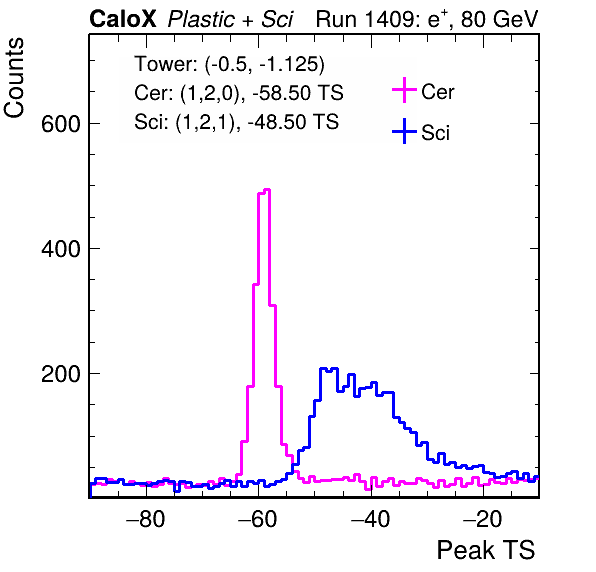 CaloX Plastic + Sci Run 1409: e+, 80 GeV
Counts
Tower: (-0.5, -1.125)
Cer: (1,2,0), -58.50 TS
Sci: (1,2,1), -48.50 TS
Cer
Sci
600
400
200
−80 −60 −40 −20
Peak TS